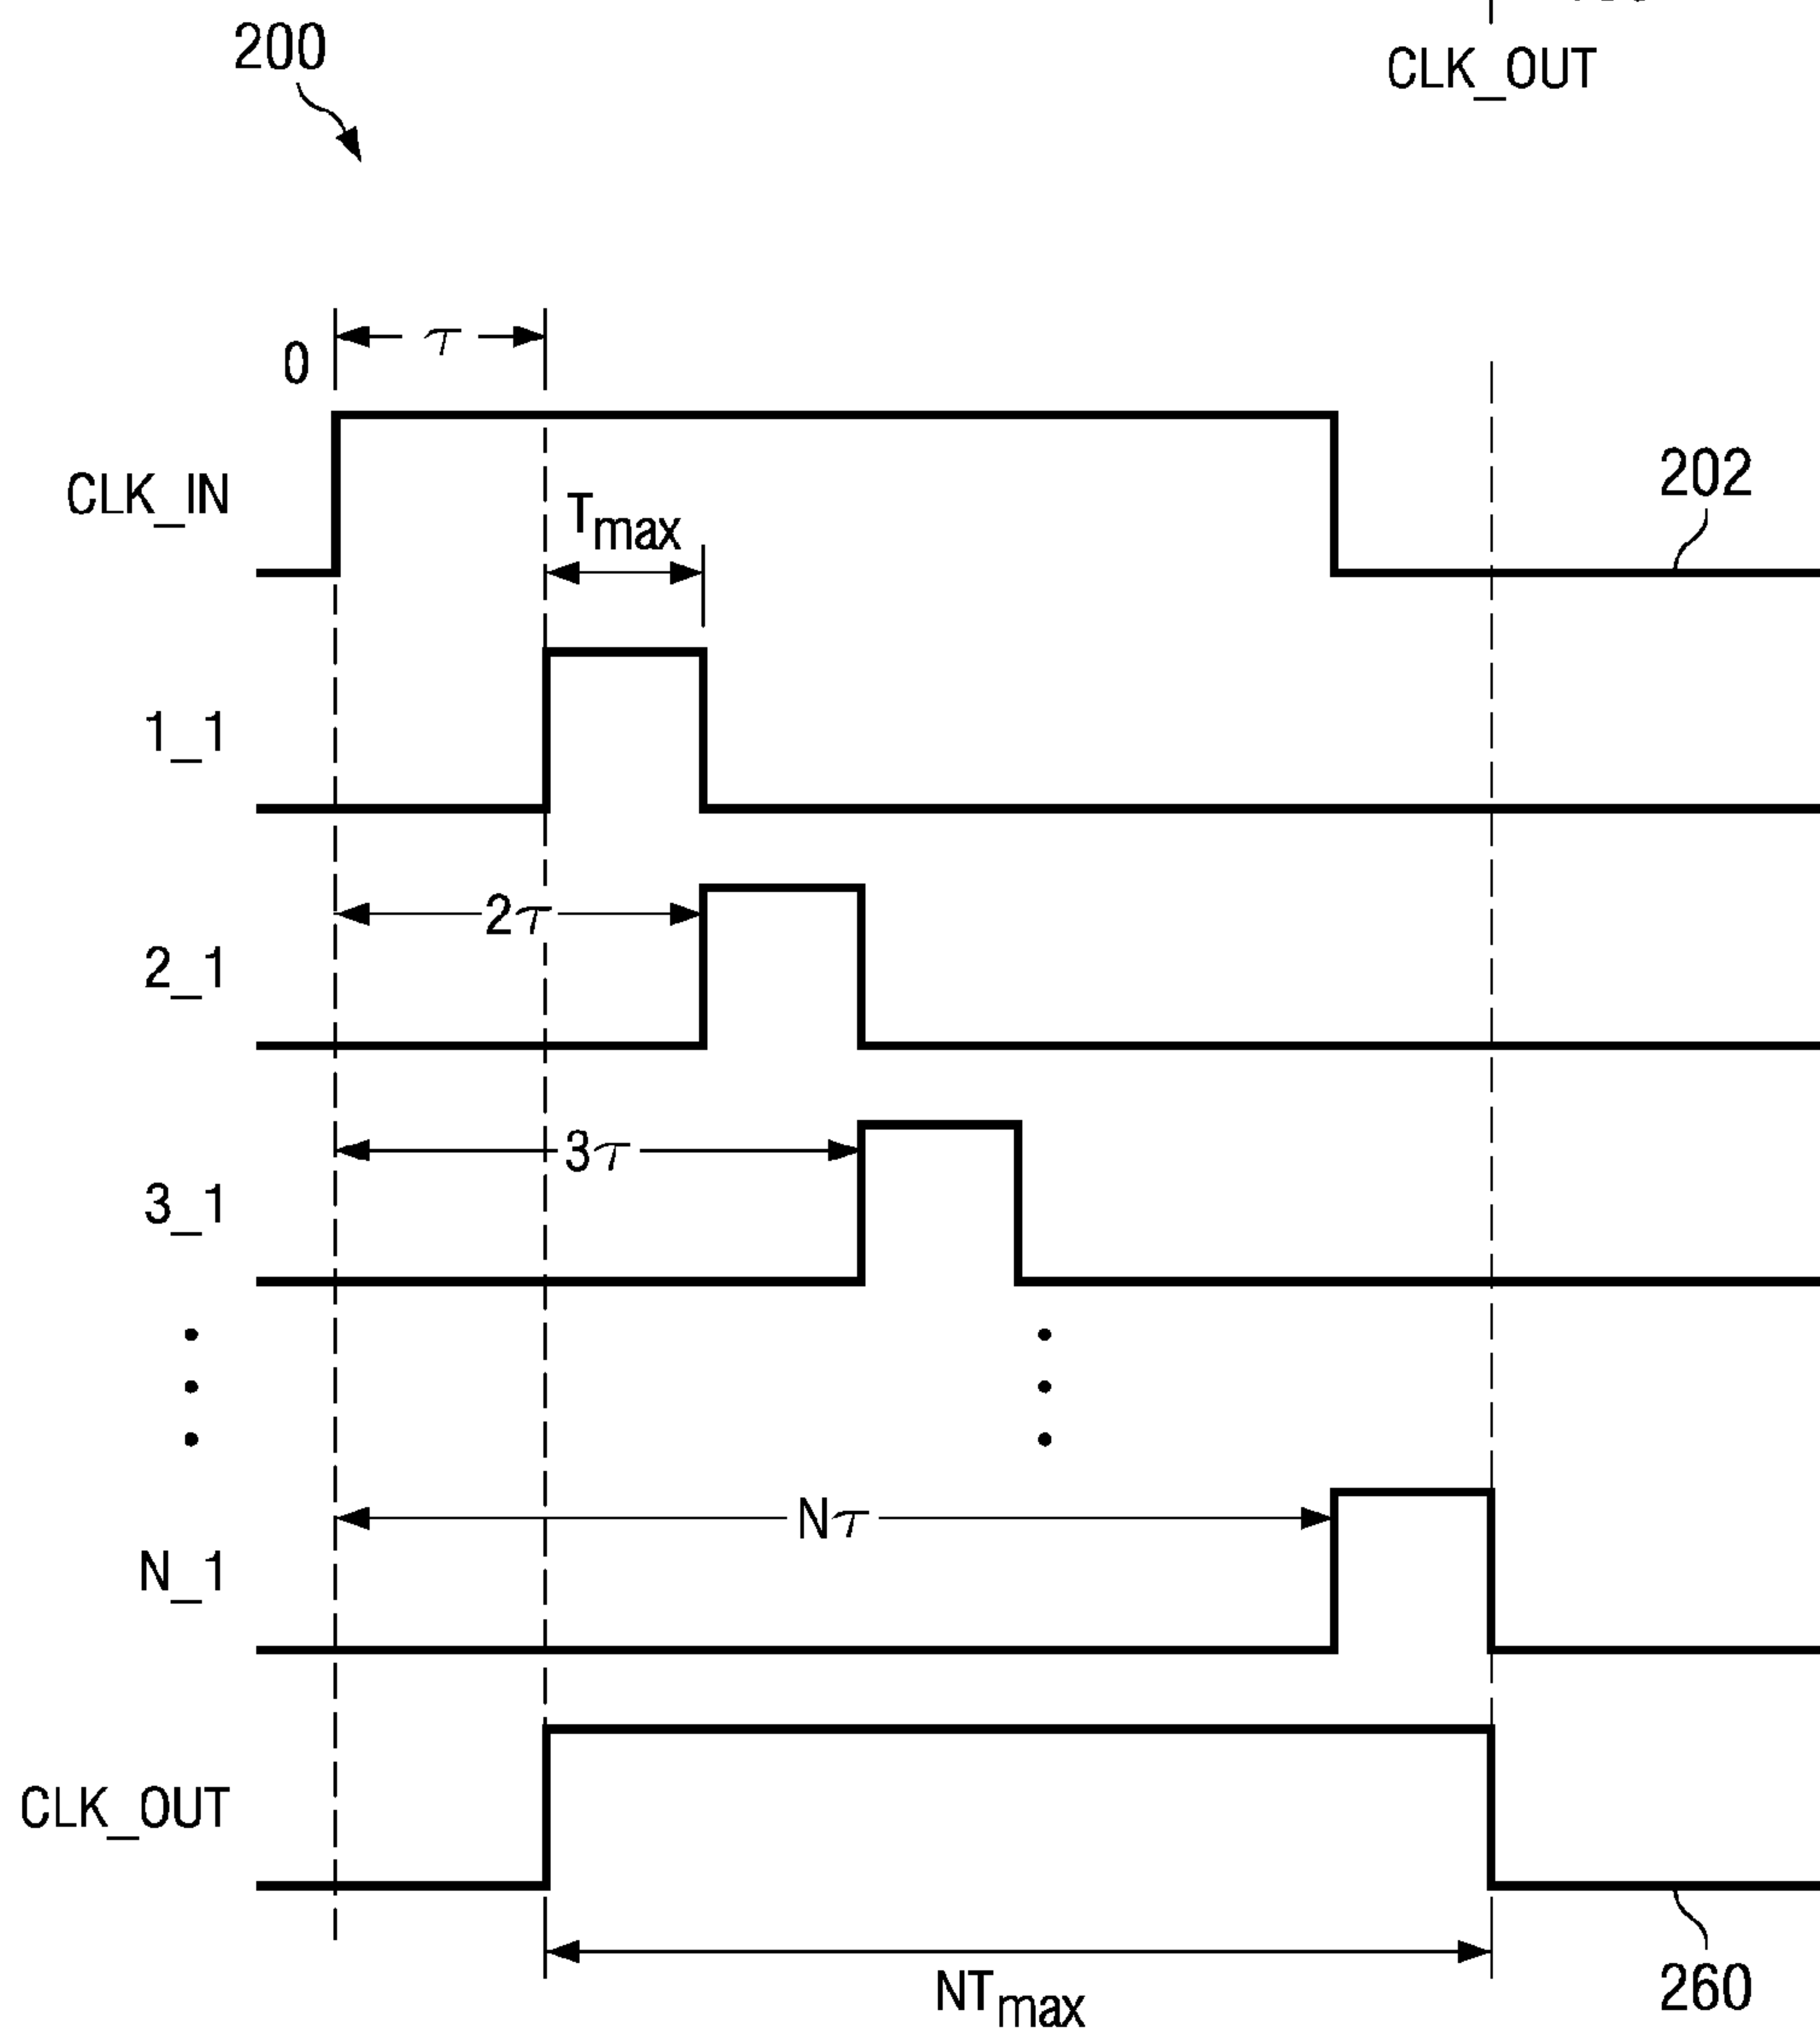 200
CLK_OUT
0
τ
CLK_IN
202
Tmax
1_1
2τ
2_1
3τ
3_1
Nτ
N_1
CLK_OUT
NTmax
260